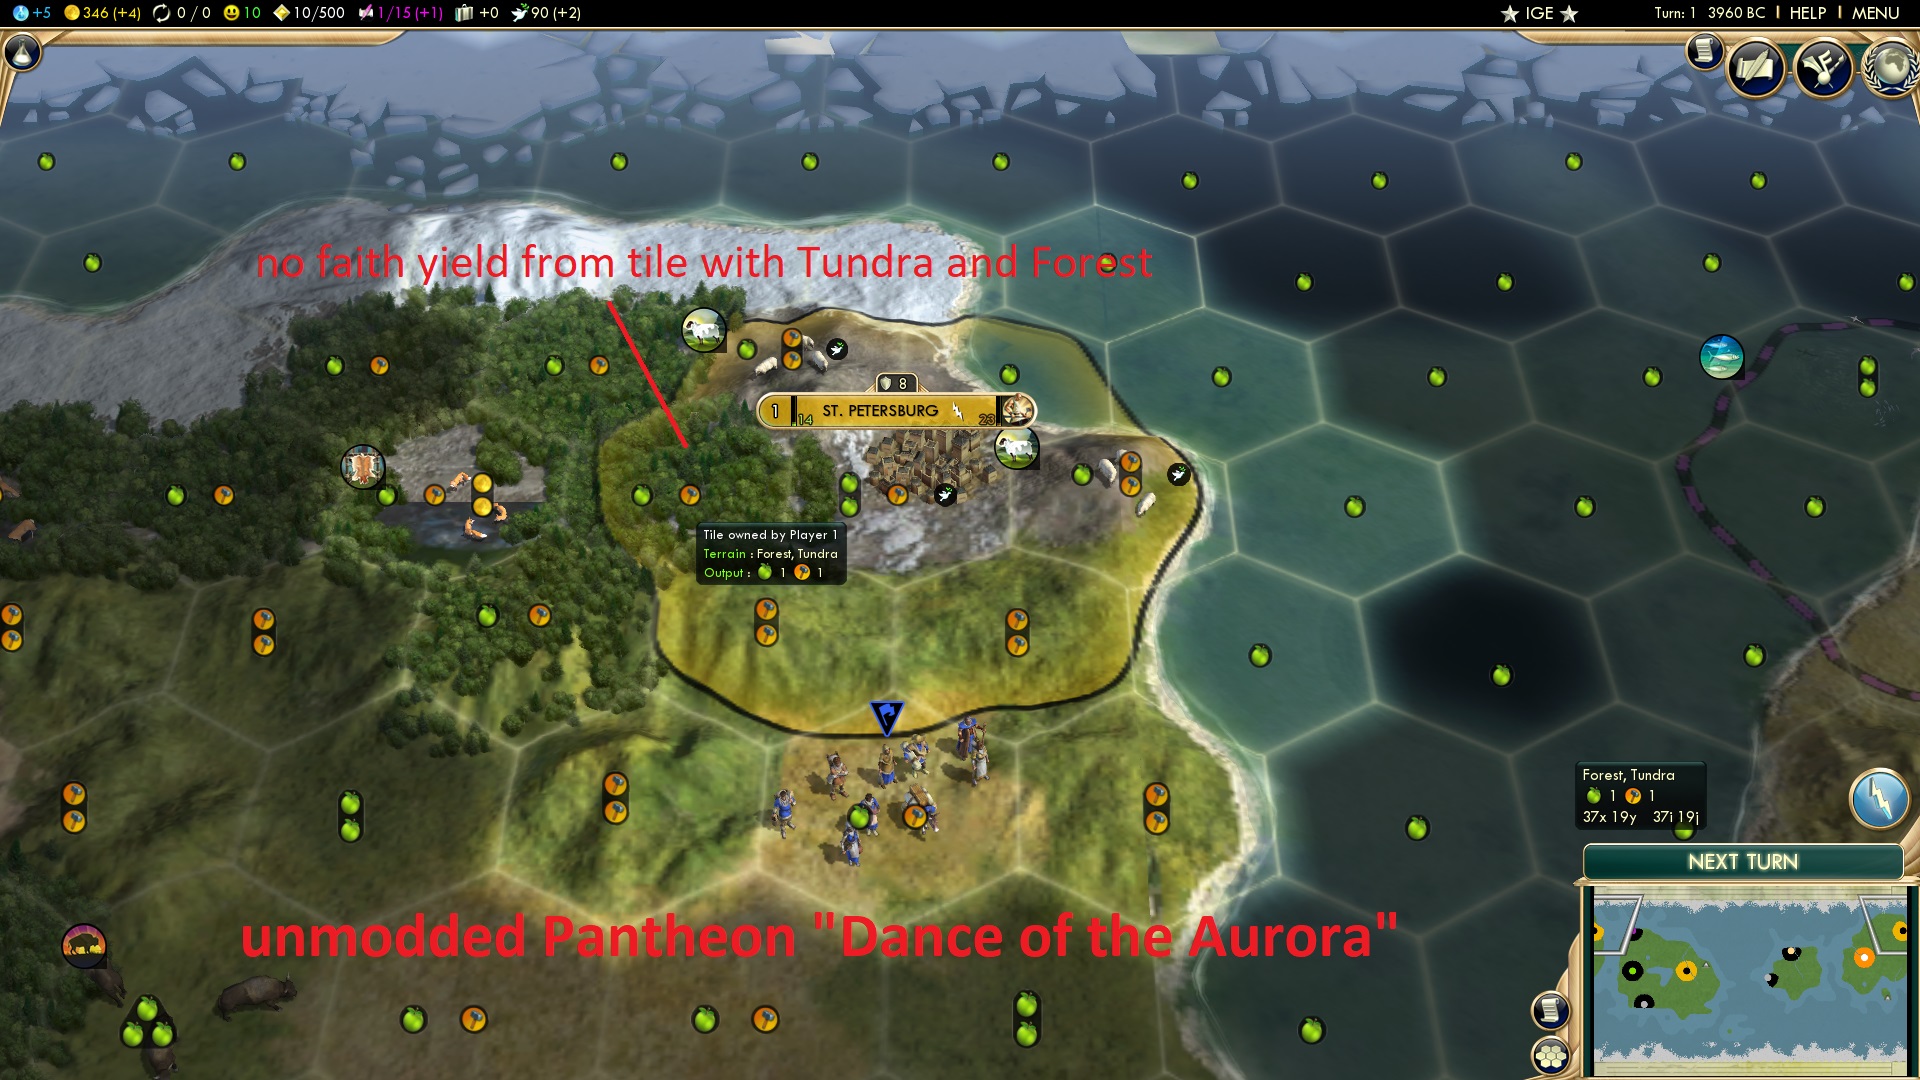 +5 346 (+4) 0 / 0 10 10/500 1/15 (+1) +0 90 (+2) IGE Turn: 1 3960 BC HELP MENU
no faith yield from tile with Tundra and Forest
8
1 14 ST. PETERSBURG 23
Tile owned by Player 1
Terrain : Forest, Tundra
Output : 1 1
Forest, Tundra
1 1
37x 19y 37i 19j
NEXT TURN
unmodded Pantheon "Dance of the Aurora"